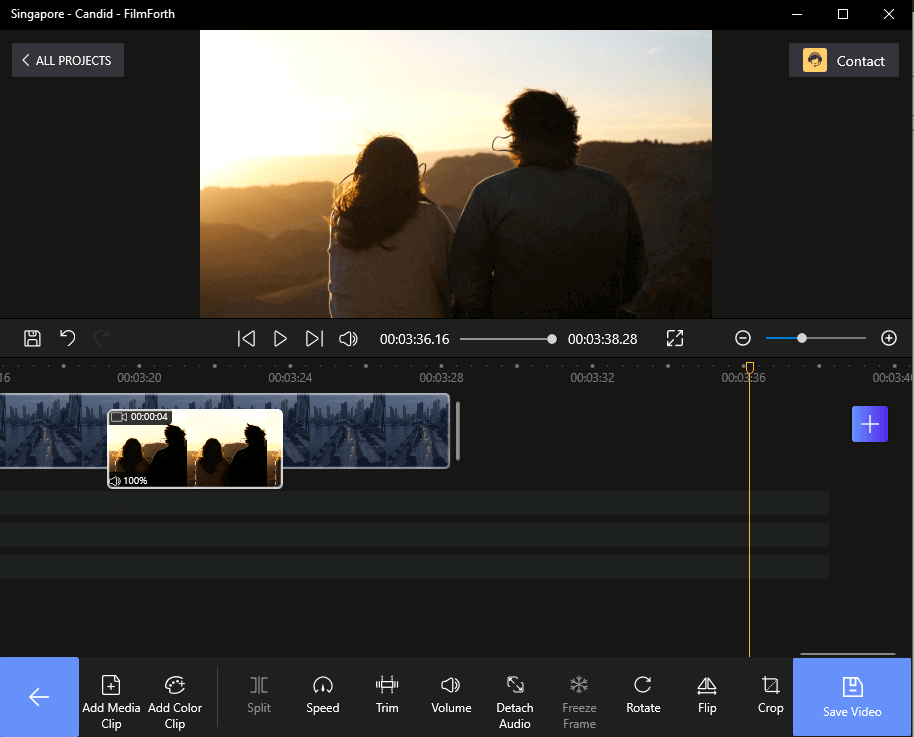 Singapore - Candid - FilmForth
ALL PROJECTS
Contact
00:03:36.16
00:03:38.28
16
00:03:20
00:03:24
00:03:28
00:03:32
00:03:36
00:03:40
00:00:04
100%
Add Media
Clip
Add Color
Clip
Split
Speed
Trim
Volume
Detach
Audio
Freeze
Frame
Rotate
Flip
Crop
Save Video